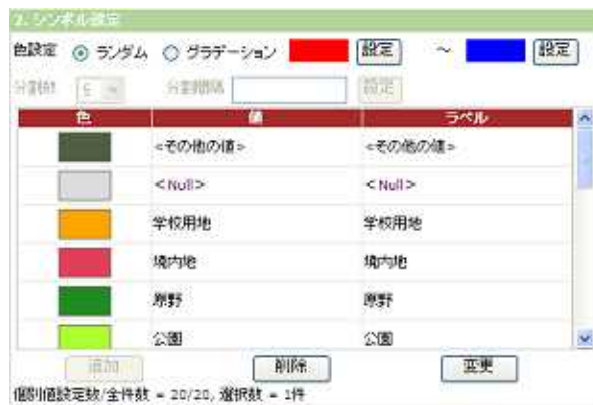 2. シンボル設定
色設定 ランダム グラデーション 設定 ～ 設定
分割数 5 分割間隔 設定
色 値 ラベル
<その他の値> <その他の値>
<Null> <Null>
学校用地 学校用地
境内地 境内地
原野 原野
公園 公園
追加 削除 変更
個別値設定数/全件数 = 20/20, 選択数 = 1件